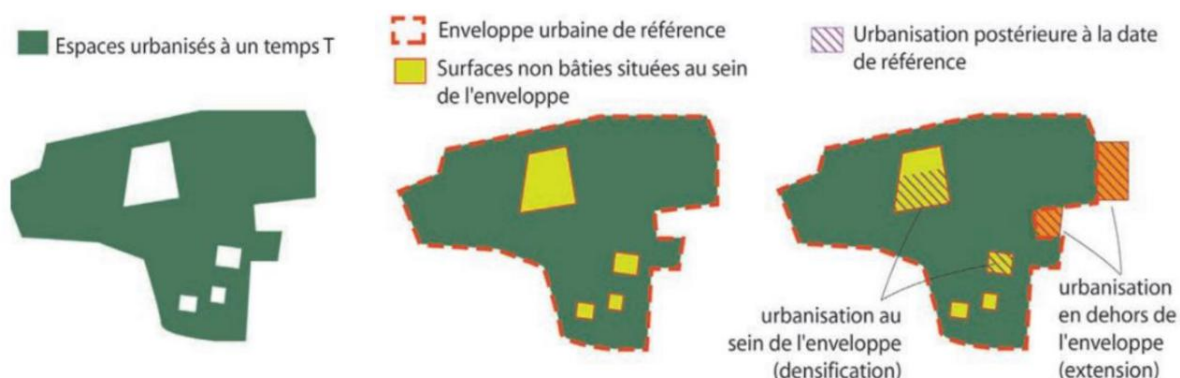 Espaces urbanisés à un temps T
Enveloppe urbaine de référence
Surfaces non bâties situées au sein
de l'enveloppe
Urbanisation postérieure à la date
de référence
urbanisation au
sein de l'enveloppe
(densification)
urbanisation
en dehors de
l'enveloppe
(extension)